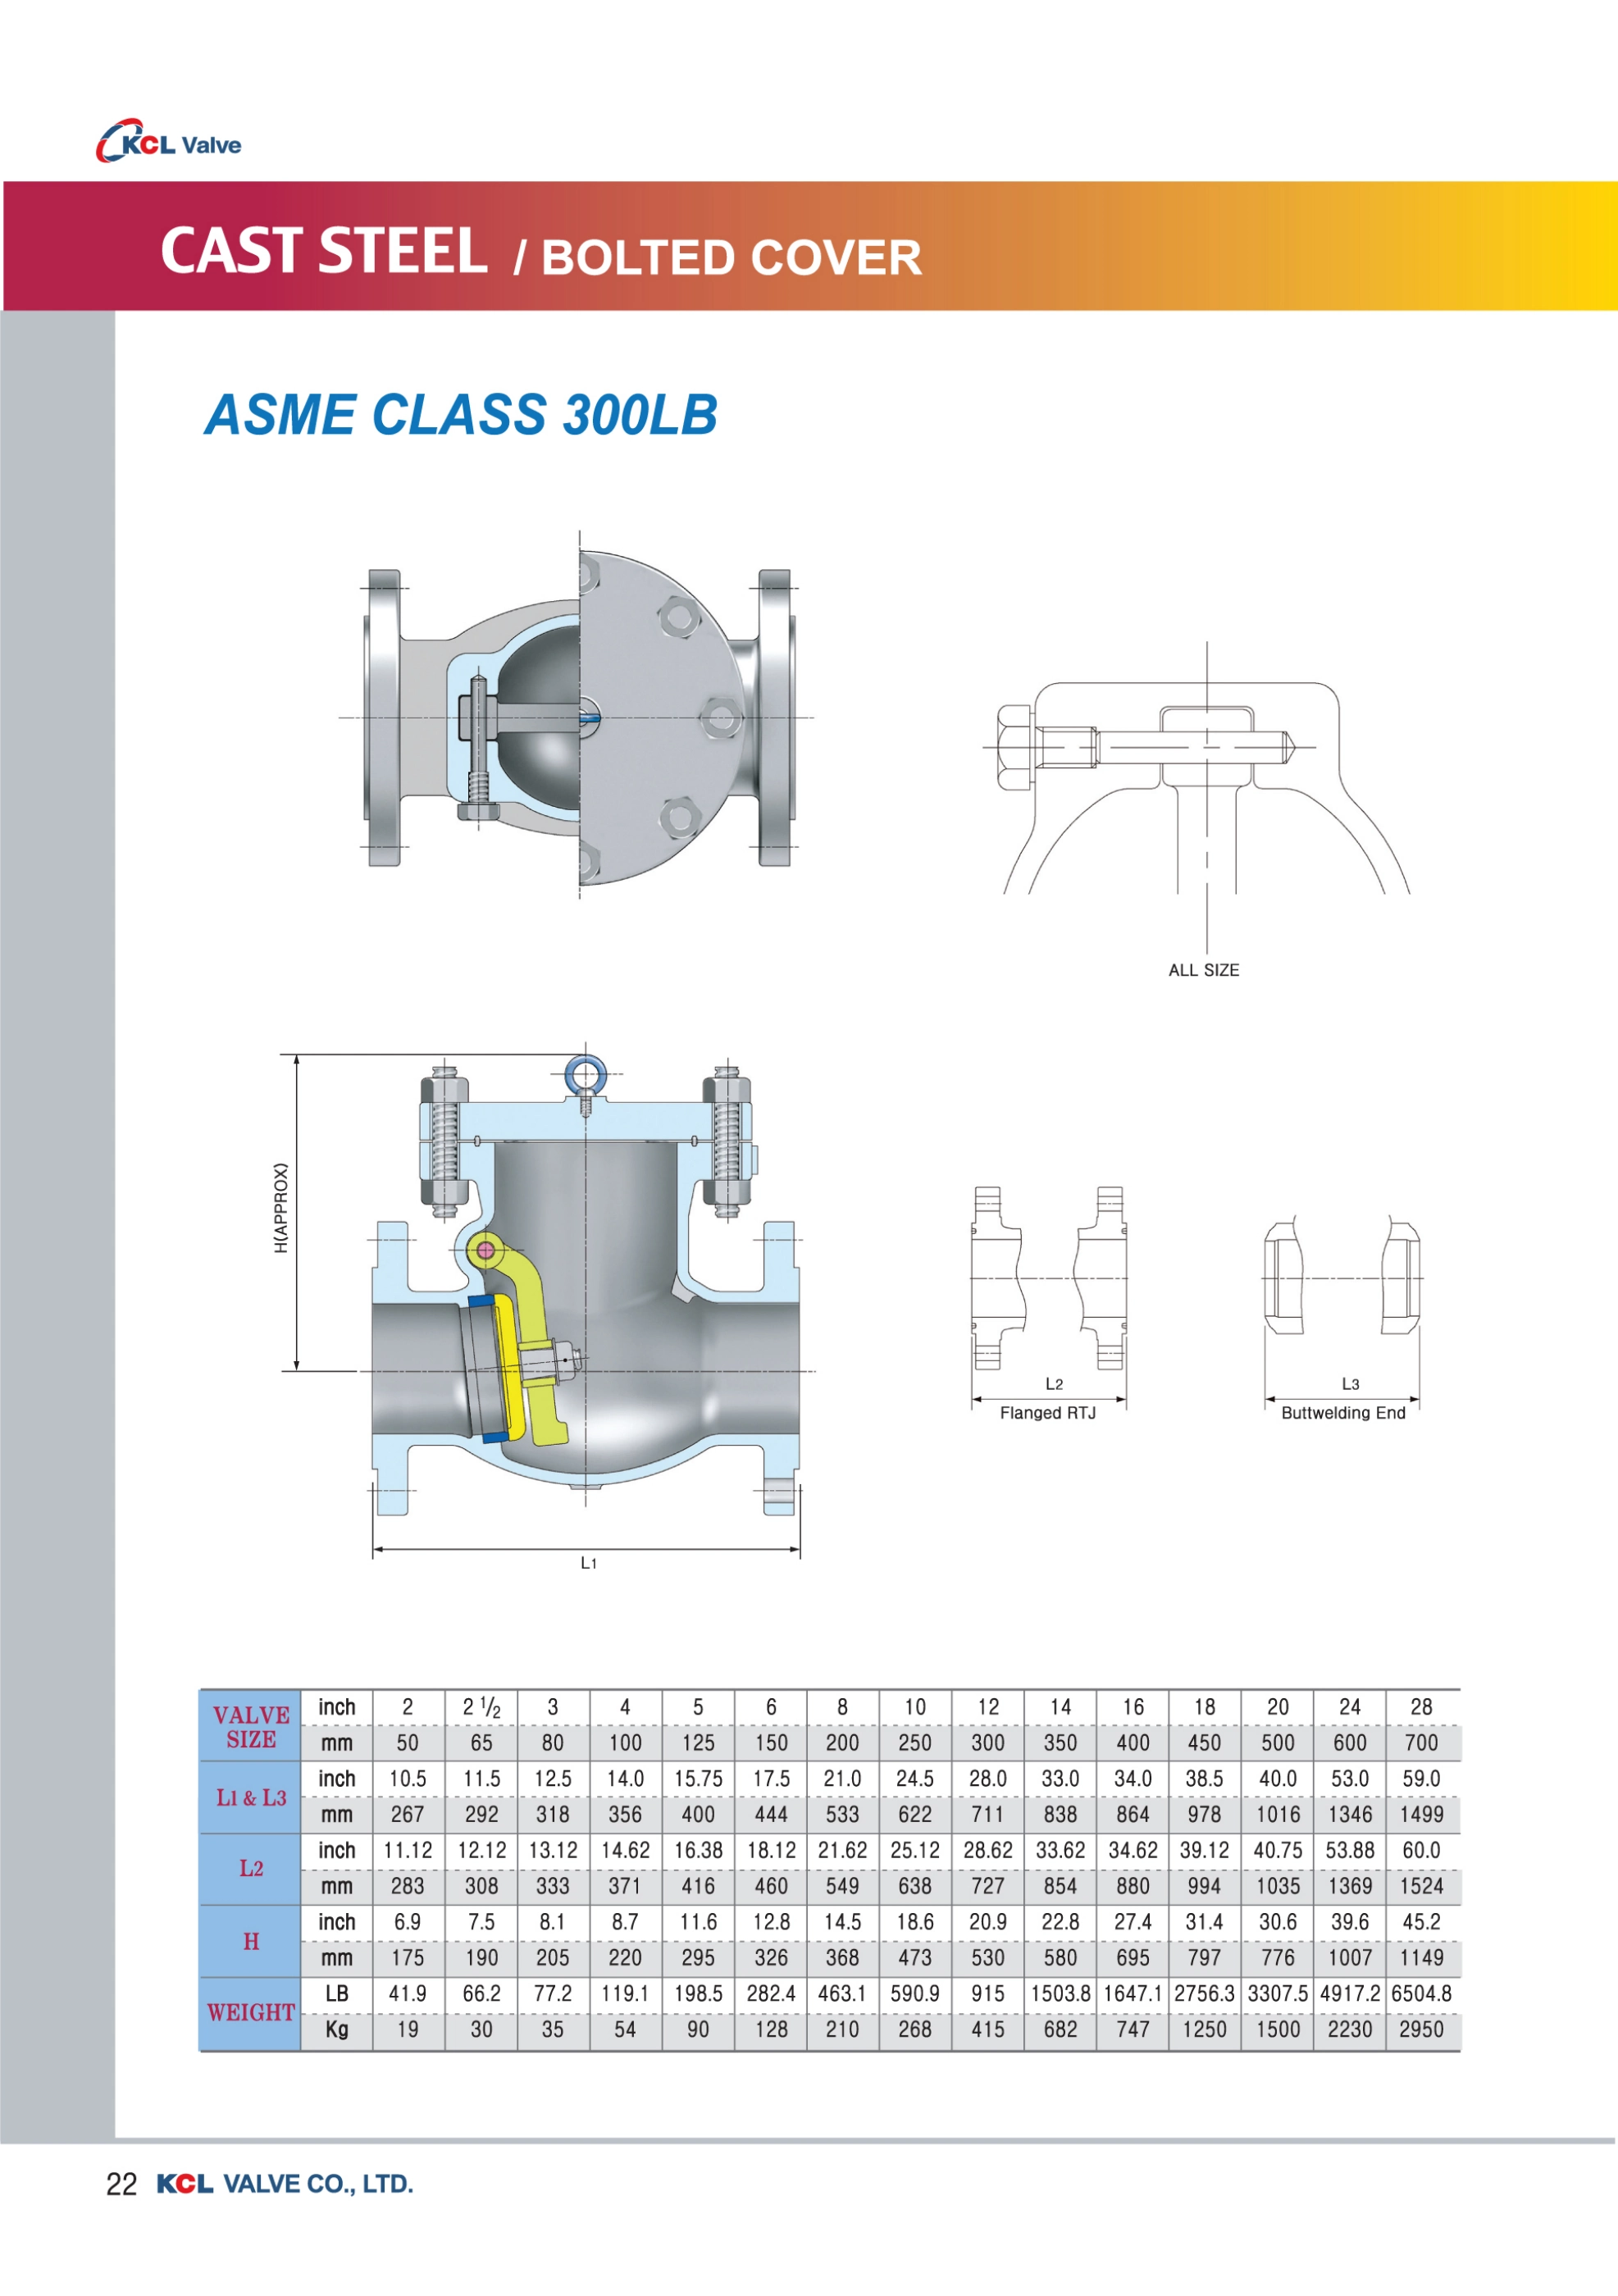 KCL Valve
CAST STEEL / BOLTED COVER
ASME CLASS 300LB
ALL SIZE
H(APPROX)
L2
Flanged RTJ
L3
Buttwelding End
L1
VALVE SIZE inch 2 2 1/2 3 4 5 6 8 10 12 14 16 18 20 24 28
mm 50 65 80 100 125 150 200 250 300 350 400 450 500 600 700
L1 & L3 inch 10.5 11.5 12.5 14.0 15.75 17.5 21.0 24.5 28.0 33.0 34.0 38.5 40.0 53.0 59.0
mm 267 292 318 356 400 444 533 622 711 838 864 978 1016 1346 1499
L2 inch 11.12 12.12 13.12 14.62 16.38 18.12 21.62 25.12 28.62 33.62 34.62 39.12 40.75 53.88 60.0
mm 283 308 333 371 416 460 549 638 727 854 880 994 1035 1369 1524
H inch 6.9 7.5 8.1 8.7 11.6 12.8 14.5 18.6 20.9 22.8 27.4 31.4 30.6 39.6 45.2
mm 175 190 205 220 295 326 368 473 530 580 695 797 776 1007 1149
WEIGHT LB 41.9 66.2 77.2 119.1 198.5 282.4 463.1 590.9 915 1503.8 1647.1 2756.3 3307.5 4917.2 6504.8
Kg 19 30 35 54 90 128 210 268 415 682 747 1250 1500 2230 2950
22 KCL VALVE CO., LTD.